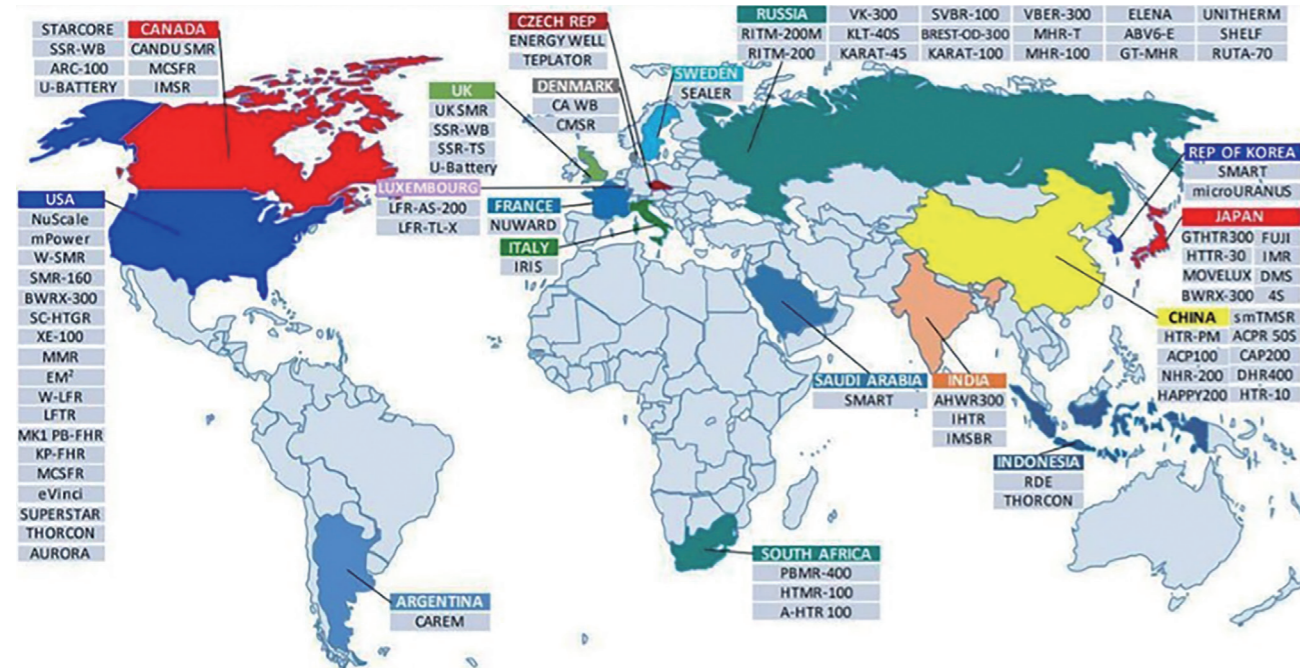 STARCORE CANADA
SSR-WB CANDU SMR
ARC-100 MCSFR
U-BATTERY IMSR
USA
NuScale
mPower
W-SMR
SMR-160
BWRX-300
SC-HTGR
XE-100
MMR
EM²
W-LFR
LFTR
MK1 PB-FHR
KP-FHR
MCSFR
eVinci
SUPERSTAR
THORCON
AURORA
ARGENTINA
CAREM
UK
UK SMR
SSR-WB
SSR-TS
U-Battery
LUXEMBOURG
LFR-AS-200
LFR-TL-X
FRANCE
NUWARD
ITALY
IRIS
CZECH REP
ENERGY WELL
TEPLATOR
DENMARK
CA WB
CMSR
SWEDEN
SEALER
RUSSIA VK-300 SVBR-100 VBER-300 ELENA UNITHERM
RITM-200M KLT-40S BREST-OD-300 MHR-T ABV6-E SHELF
RITM-200 KARAT-45 KARAT-100 MHR-100 GT-MHR RUTA-70
REP OF KOREA
SMART
microURANUS
JAPAN
GTHTR300 FUJI
HTTR-30 IMR
MOVELUX DMS
BWRX-300 4S
CHINA smTMSR
HTR-PM ACPR 50S
ACP100 CAP200
NHR-200 DHR400
HAPPY200 HTR-10
SAUDI ARABIA
SMART
INDIA
AHWR300
IHTR
IMSBR
INDONESIA
RDE
THORCON
SOUTH AFRICA
PBMR-400
HTMR-100
A-HTR 100